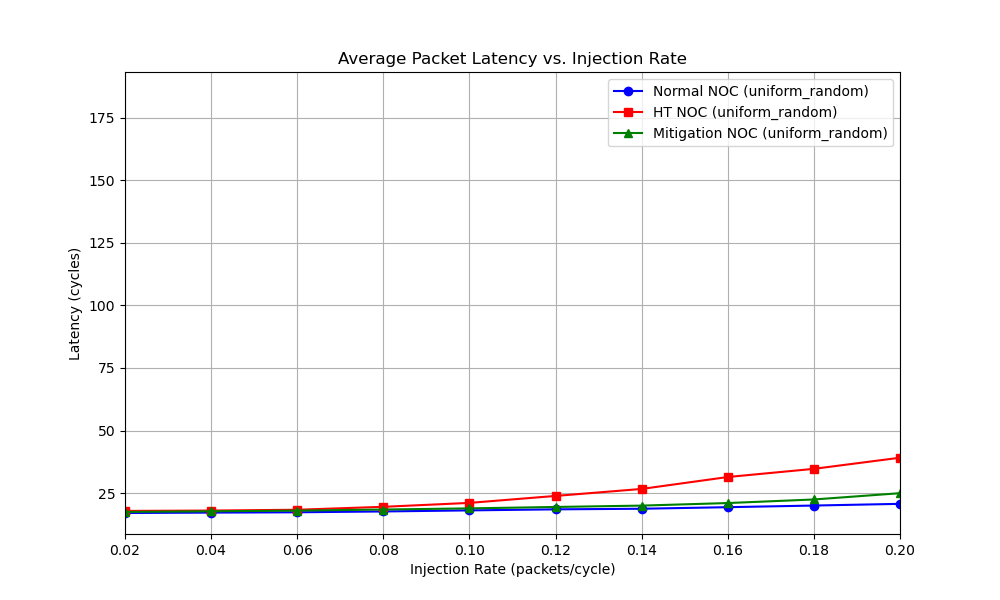 Average Packet Latency vs. Injection Rate
Normal NOC (uniform_random)
HT NOC (uniform_random)
Mitigation NOC (uniform_random)
Latency (cycles)
175
150
125
100
75
50
25
0.02 0.04 0.06 0.08 0.10 0.12 0.14 0.16 0.18 0.20
Injection Rate (packets/cycle)